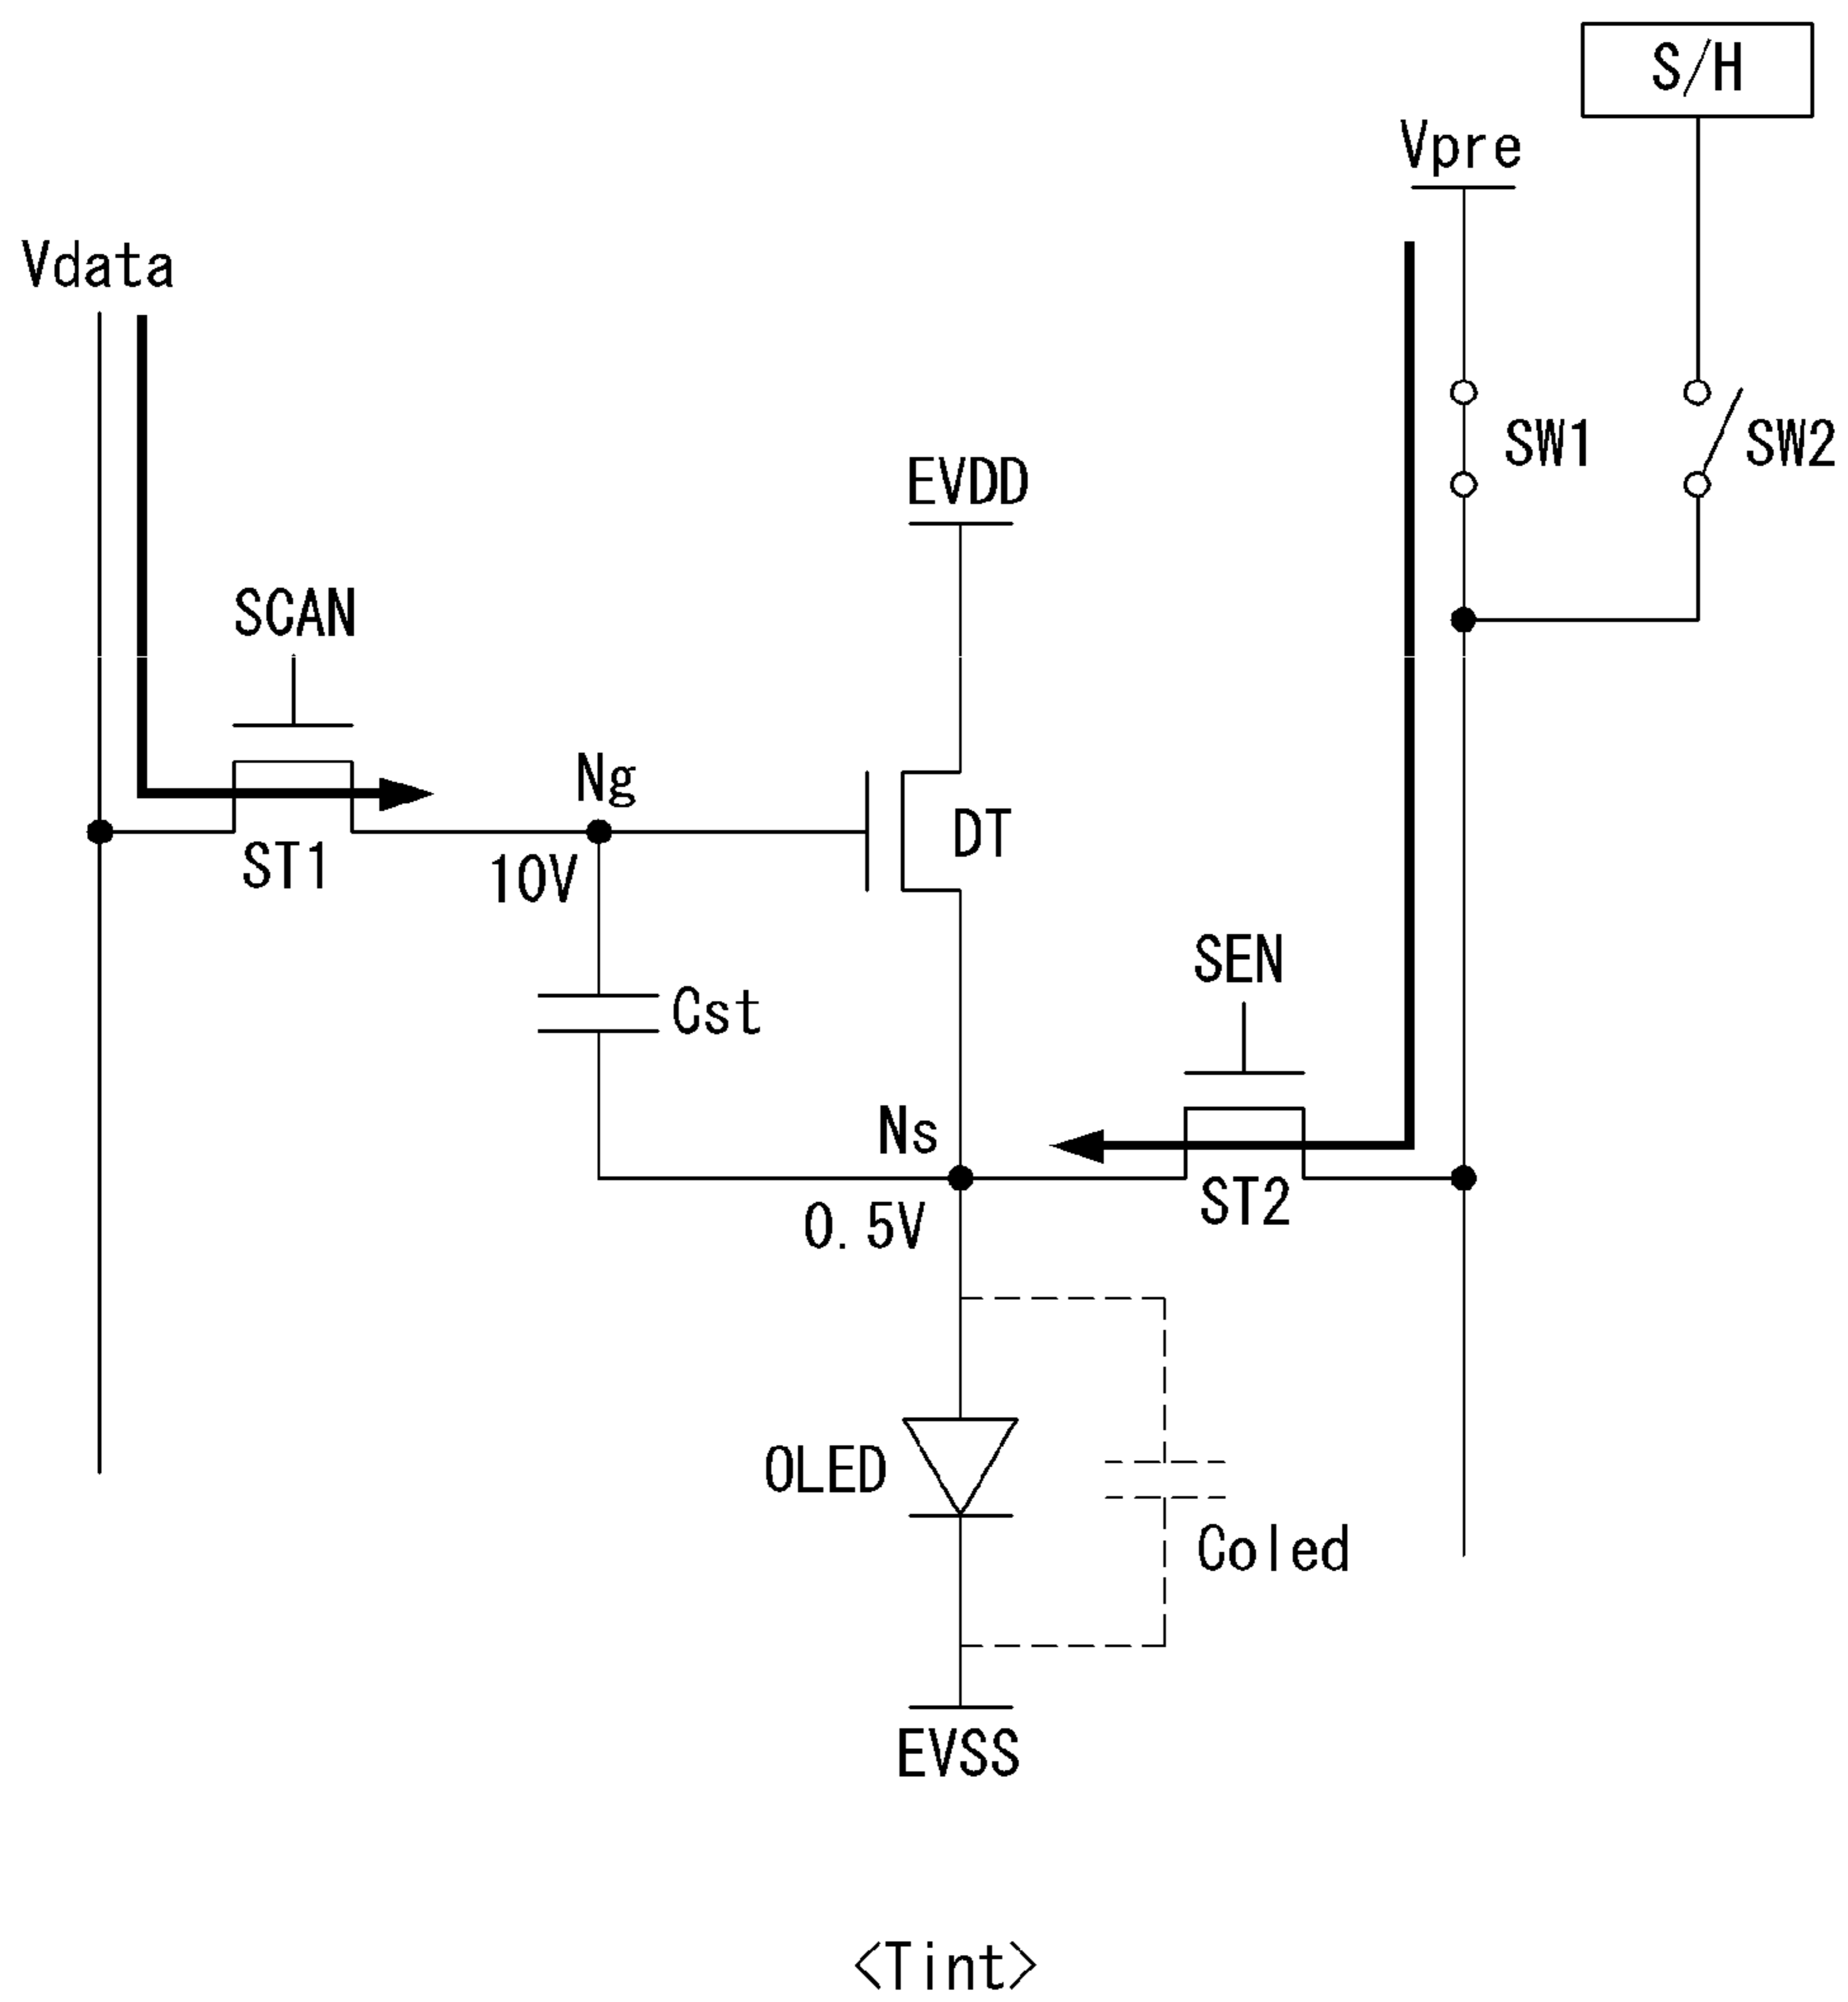 S/H
Vpre
Vdata
SW1
SW2
EVDD
SCAN
Ng
DT
ST1
10V
SEN
Cst
Ns
ST2
0.5V
OLED
Coled
EVSS
<Tint>